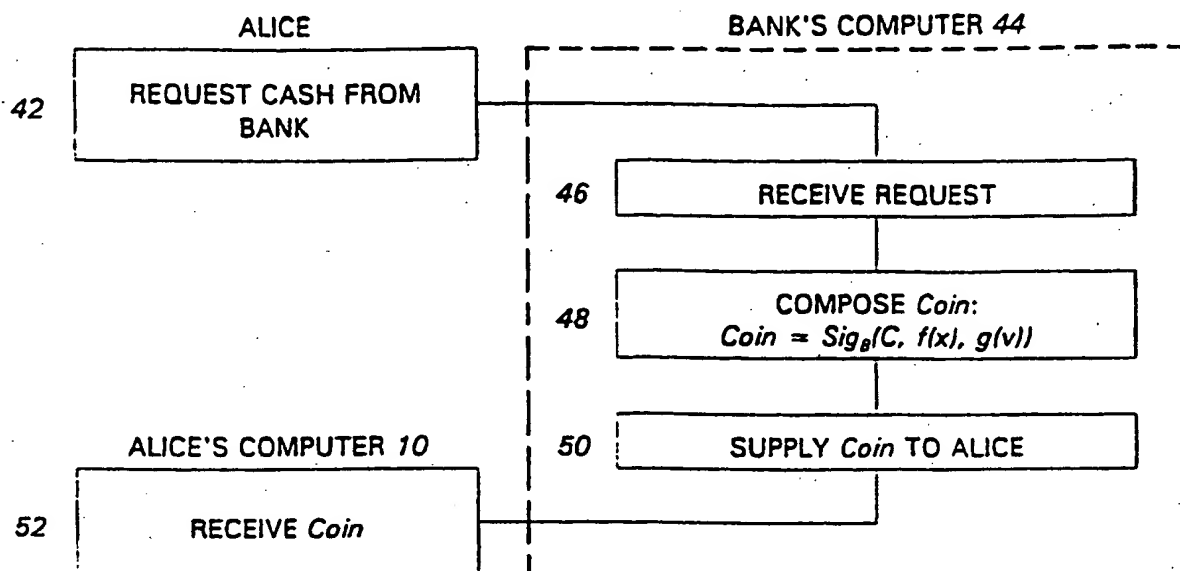 ALICE
BANK'S COMPUTER 44
42
REQUEST CASH FROM
BANK
46
RECEIVE REQUEST
48
COMPOSE Coin:
Coin = Sig_B(C, f(x), g(v))
50
SUPPLY Coin TO ALICE
ALICE'S COMPUTER 10
52
RECEIVE Coin